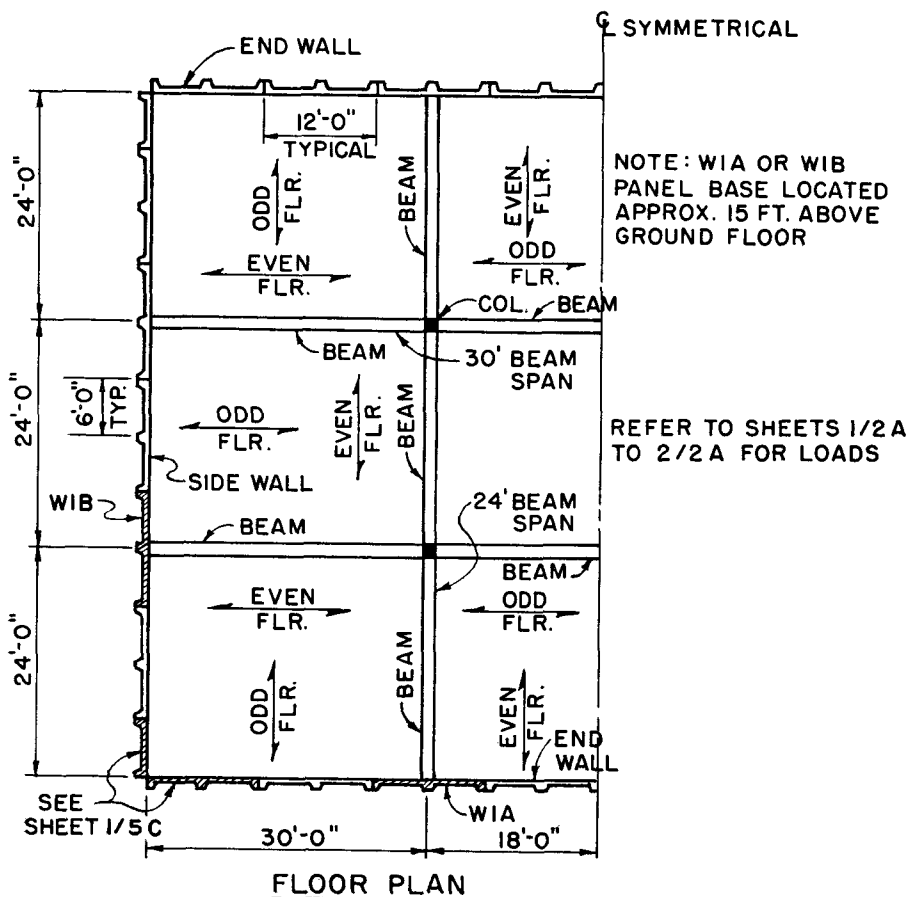 ℄ SYMMETRICAL
END WALL
12'-0"
TYPICAL
24'-0"
ODD
FLR.
EVEN
FLR.
BEAM
EVEN
FLR.
ODD
FLR.
NOTE: WIA OR WIB
PANEL BASE LOCATED
APPROX. 15 FT. ABOVE
GROUND FLOOR
COL.
BEAM
BEAM
30' BEAM
SPAN
24'-0"
6'-0"
TYP.
ODD
FLR.
EVEN
FLR.
BEAM
REFER TO SHEETS 1/2A
TO 2/2A FOR LOADS
SIDE WALL
WIB
24' BEAM
SPAN
BEAM
BEAM
24'-0"
EVEN
FLR.
ODD
FLR.
ODD
FLR.
BEAM
EVEN
FLR.
END
WALL
SEE
SHEET 1/5C
WIA
30'-0"
18'-0"
FLOOR PLAN